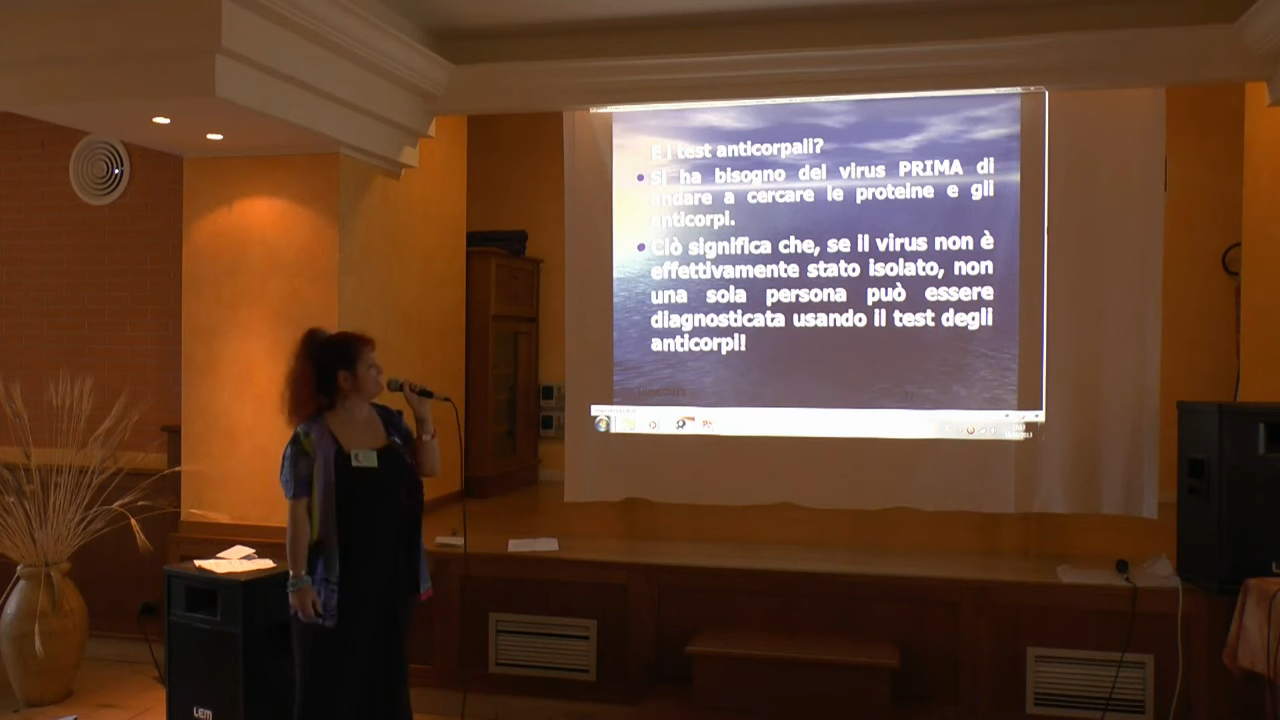 E i test anticorpali?
Si ha bisogno del virus PRIMA di
andare a cercare le proteine e gli
anticorpi.
Ciò significa che, se il virus non è
effettivamente stato isolato, non
una sola persona può essere
diagnosticata usando il test degli
anticorpi!
LEM